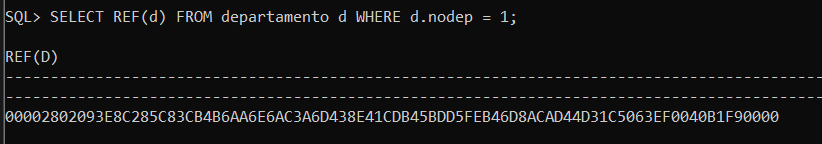 SQL> SELECT REF(d) FROM departamento d WHERE d.nodep = 1;
REF(D)
--------------------------------------------------------------------------------
--------------------------------------------------------------------------------
00002802093E8C285C83CB4B6AA6E6AC3A6D438E41CDB45BDD5FEB46D8ACAD44D31C5063EF0040B1F90000